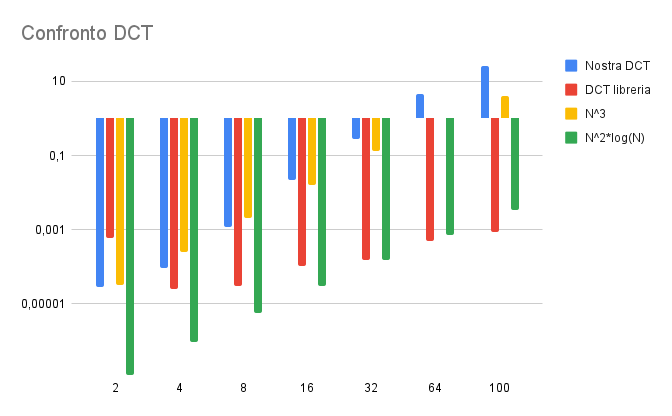 Confronto DCT
10
0,1
0,001
0,00001
2 4 8 16 32 64 100
Nostra DCT
DCT libreria
N^3
N^2*log(N)